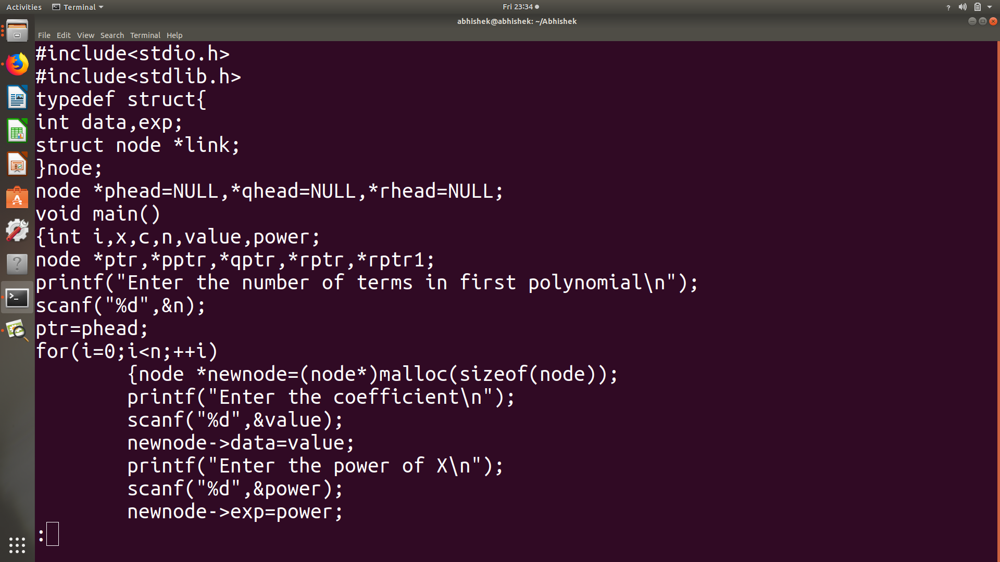 Activities Terminal Fri 23:34
abhishek@abhishek: ~/Abhishek
File Edit View Search Terminal Help
#include<stdio.h>
#include<stdlib.h>
typedef struct{
int data,exp;
struct node *link;
}node;
node *phead=NULL,*qhead=NULL,*rhead=NULL;
void main()
{int i,x,c,n,value,power;
node *ptr,*pptr,*qptr,*rptr,*rptr1;
printf("Enter the number of terms in first polynomial\n");
scanf("%d",&n);
ptr=phead;
for(i=0;i<n;++i)
        {node *newnode=(node*)malloc(sizeof(node));
        printf("Enter the coefficient\n");
        scanf("%d",&value);
        newnode->data=value;
        printf("Enter the power of X\n");
        scanf("%d",&power);
        newnode->exp=power;
: